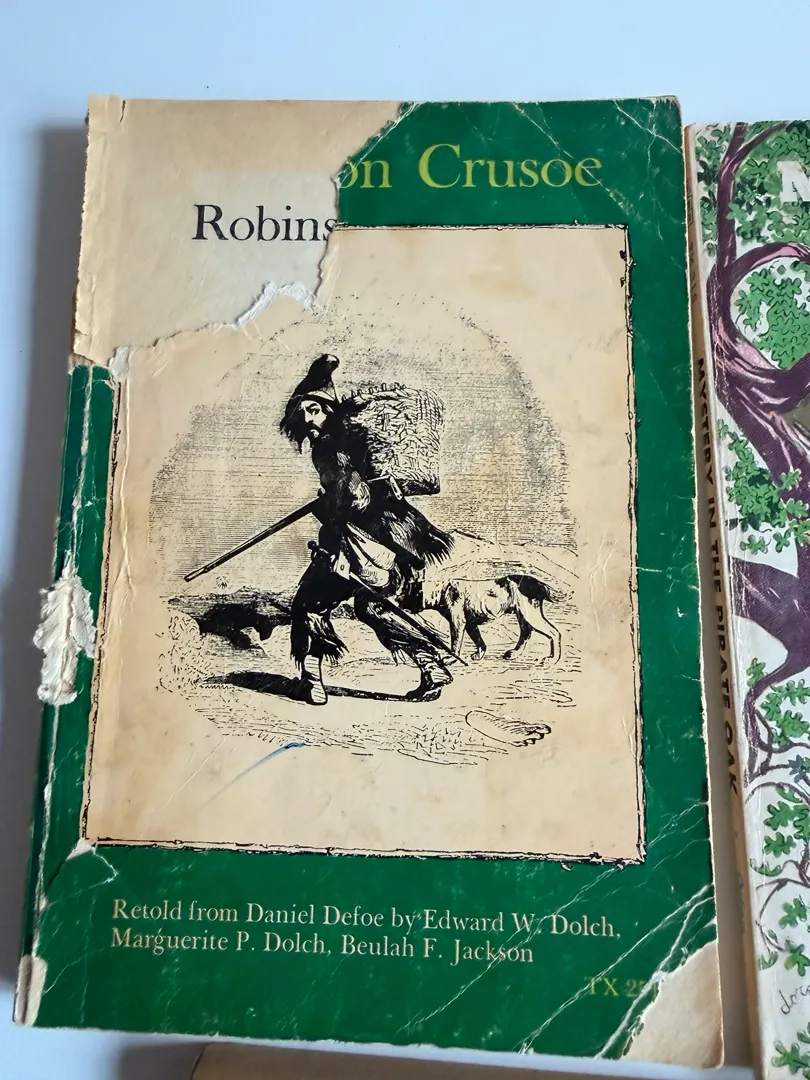 on Crusoe
Robins
Retold from Daniel Defoe by Edward W. Dolch,
Marguerite P. Dolch, Beulah F. Jackson
TX
MYSTERY IN THE PIRATE OAK
M